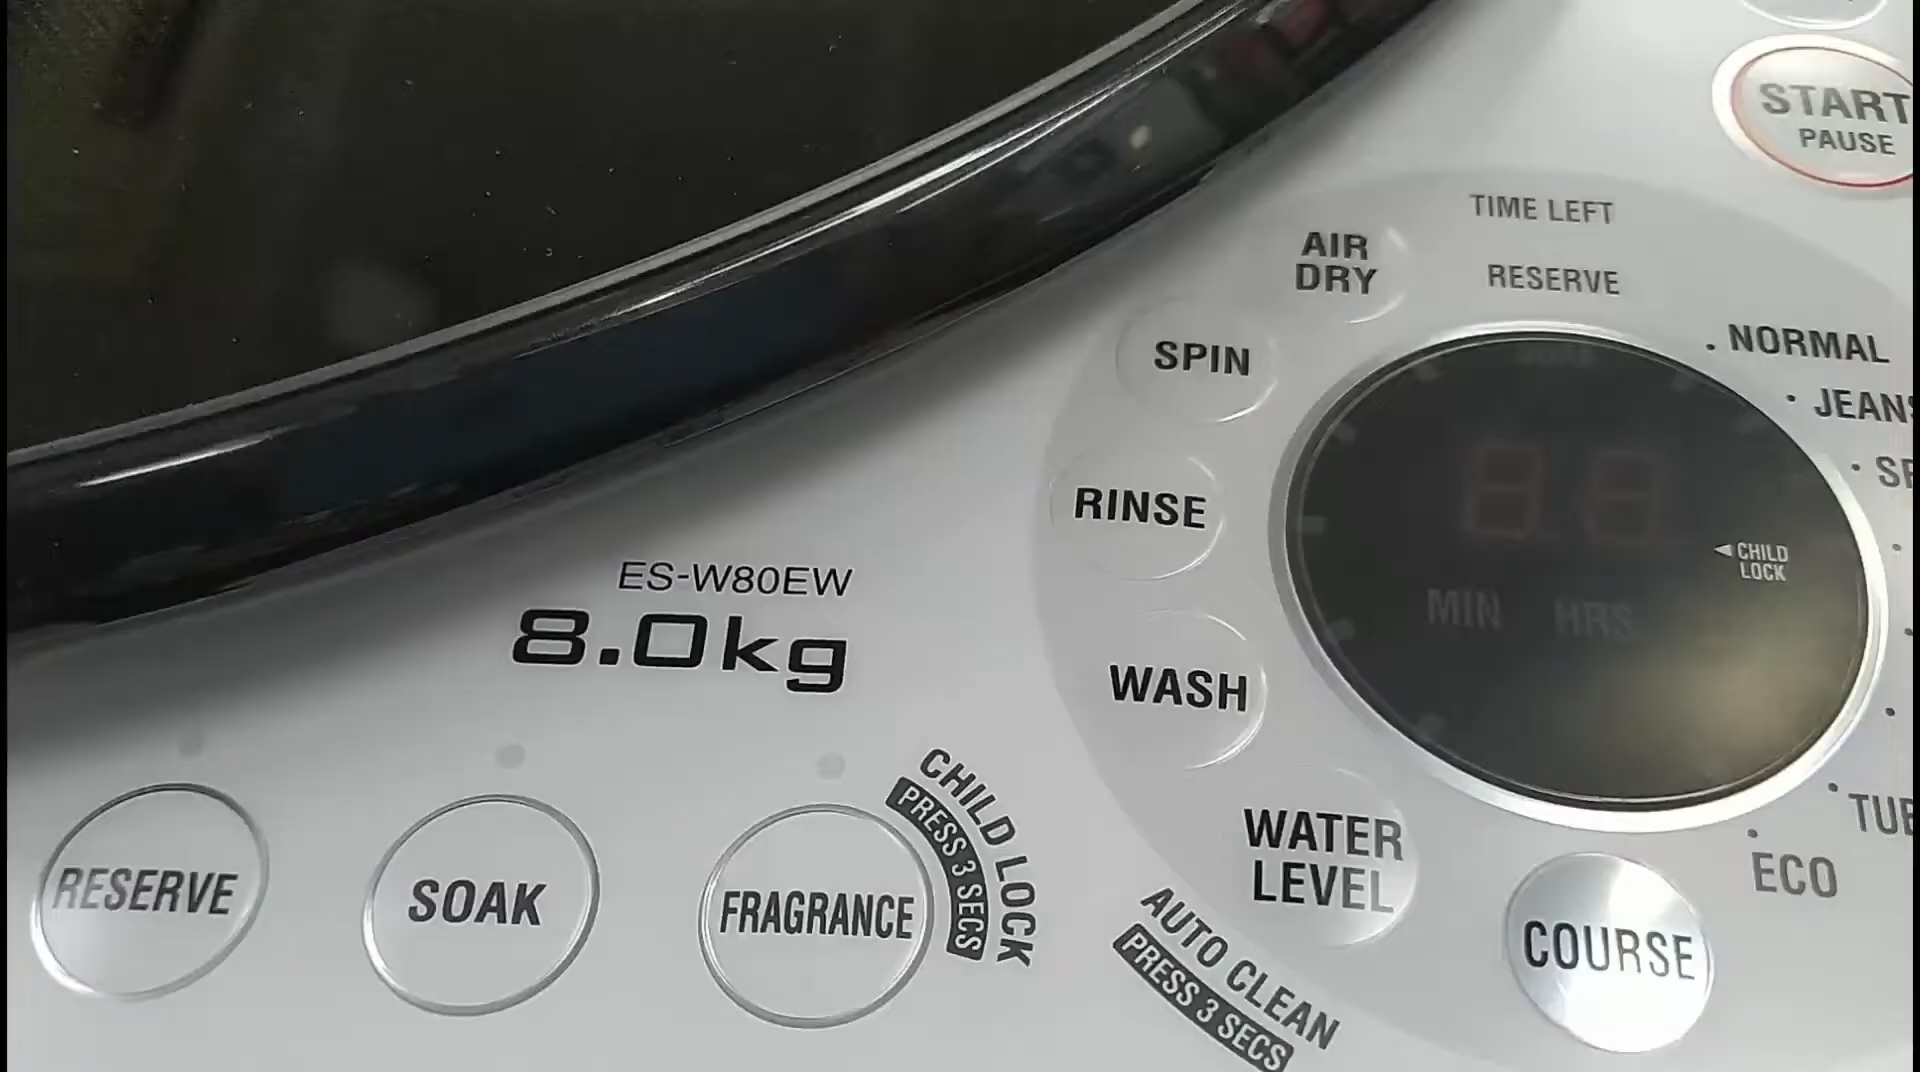 START
PAUSE
TIME LEFT
AIR
DRY
RESERVE
SPIN
NORMAL
JEANS
RINSE
CHILD
LOCK
MIN HRS
ES-W80EW
8.0kg
WASH
WATER
LEVEL
ECO
COURSE
RESERVE
SOAK
FRAGRANCE
CHILD LOCK
PRESS 3 SECS
AUTO CLEAN
PRESS 3 SECS